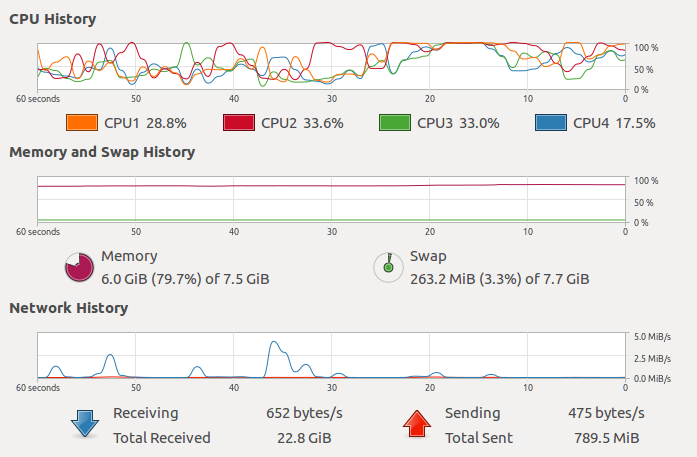 CPU History
100 %
50 %
0 %
60 seconds 50 40 30 20 10 0
CPU1 28.8% CPU2 33.6% CPU3 33.0% CPU4 17.5%
Memory and Swap History
100 %
50 %
0 %
60 seconds 50 40 30 20 10 0
Memory Swap
6.0 GiB (79.7%) of 7.5 GiB 263.2 MiB (3.3%) of 7.7 GiB
Network History
5.0 MiB/s
2.5 MiB/s
0.0 MiB/s
60 seconds 50 40 30 20 10 0
Receiving 652 bytes/s Sending 475 bytes/s
Total Received 22.8 GiB Total Sent 789.5 MiB